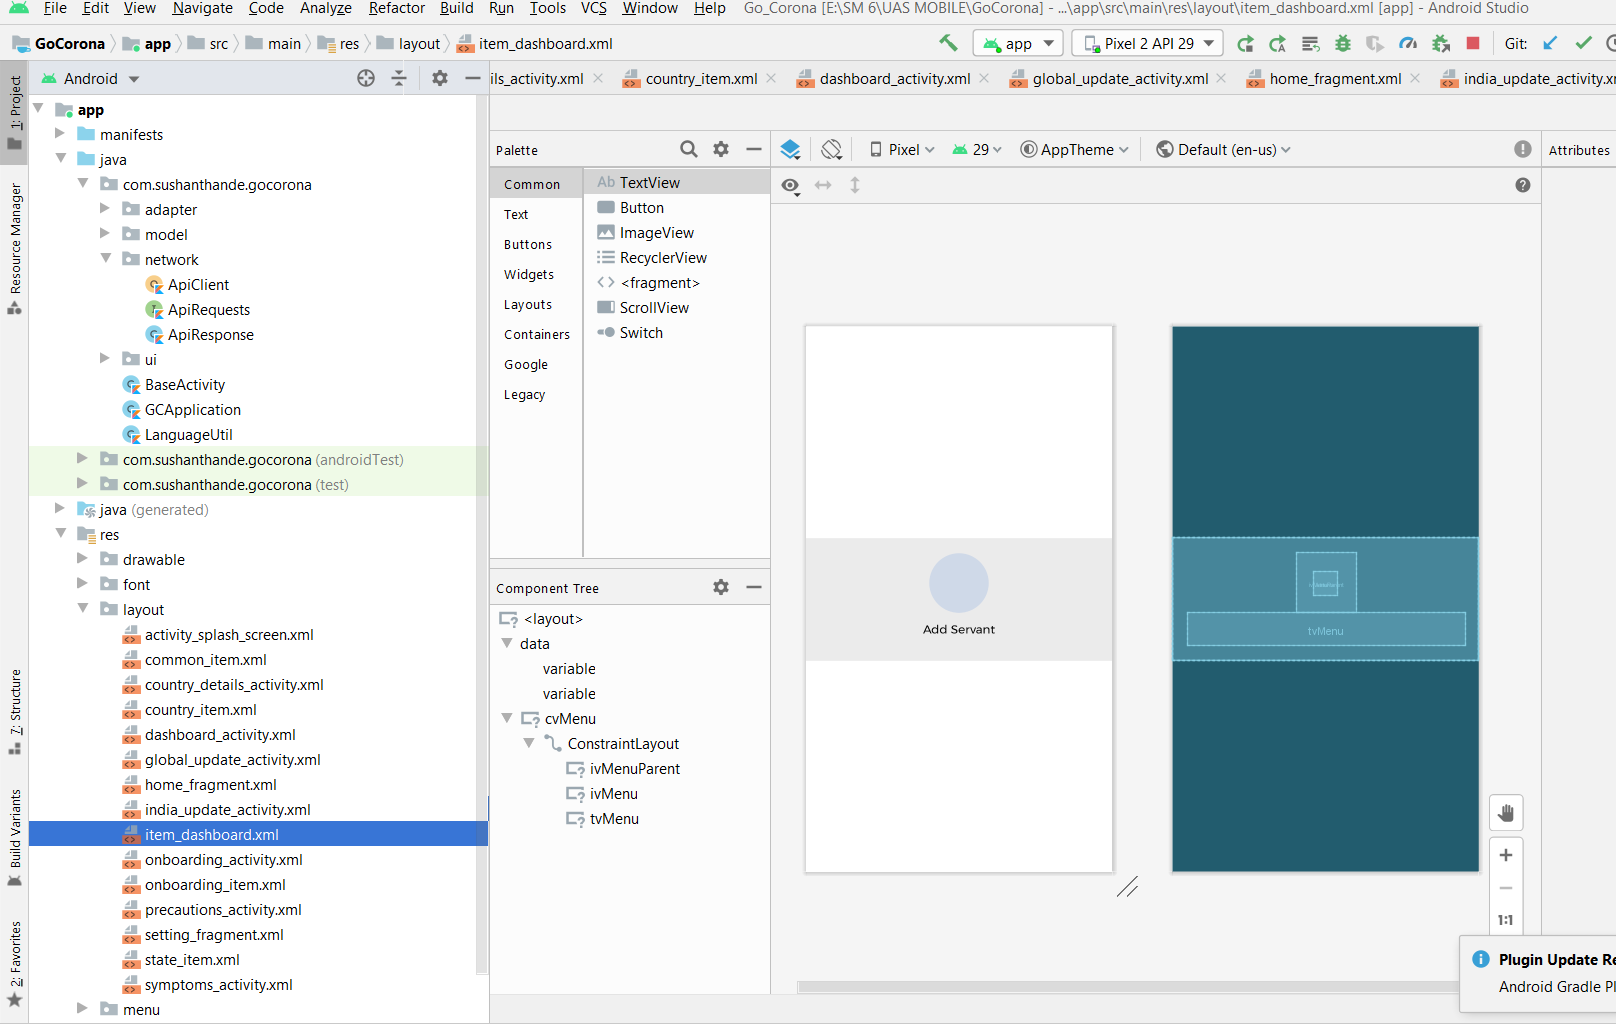 File Edit View Navigate Code Analyze Refactor Build Run Tools VCS Window Help Go_Corona [E:\SM 6\UAS MOBILE\GoCorona] - ...\app\src\main\res\layout\item_dashboard.xml [app] - Android Studio
GoCorona app src main res layout item_dashboard.xml app Pixel 2 API 29 Git:
Android ils_activity.xml country_item.xml dashboard_activity.xml global_update_activity.xml home_fragment.xml india_update_activity.x
1: Project
Resource Manager
7: Structure
Build Variants
2: Favorites
app
manifests
java
com.sushanthande.gocorona
adapter
model
network
ApiClient
ApiRequests
ApiResponse
ui
BaseActivity
GCApplication
LanguageUtil
com.sushanthande.gocorona (androidTest)
com.sushanthande.gocorona (test)
java (generated)
res
drawable
font
layout
activity_splash_screen.xml
common_item.xml
country_details_activity.xml
country_item.xml
dashboard_activity.xml
global_update_activity.xml
home_fragment.xml
india_update_activity.xml
item_dashboard.xml
onboarding_activity.xml
onboarding_item.xml
precautions_activity.xml
setting_fragment.xml
state_item.xml
symptoms_activity.xml
menu
Palette
Common
Text
Buttons
Widgets
Layouts
Containers
Google
Legacy
Ab TextView
Button
ImageView
RecyclerView
<fragment>
ScrollView
Switch
Component Tree
<layout>
data
variable
variable
cvMenu
ConstraintLayout
ivMenuParent
ivMenu
tvMenu
Pixel 29 AppTheme Default (en-us)
Attributes
Add Servant
tvMenu
1:1
Plugin Update Re
Android Gradle Pl